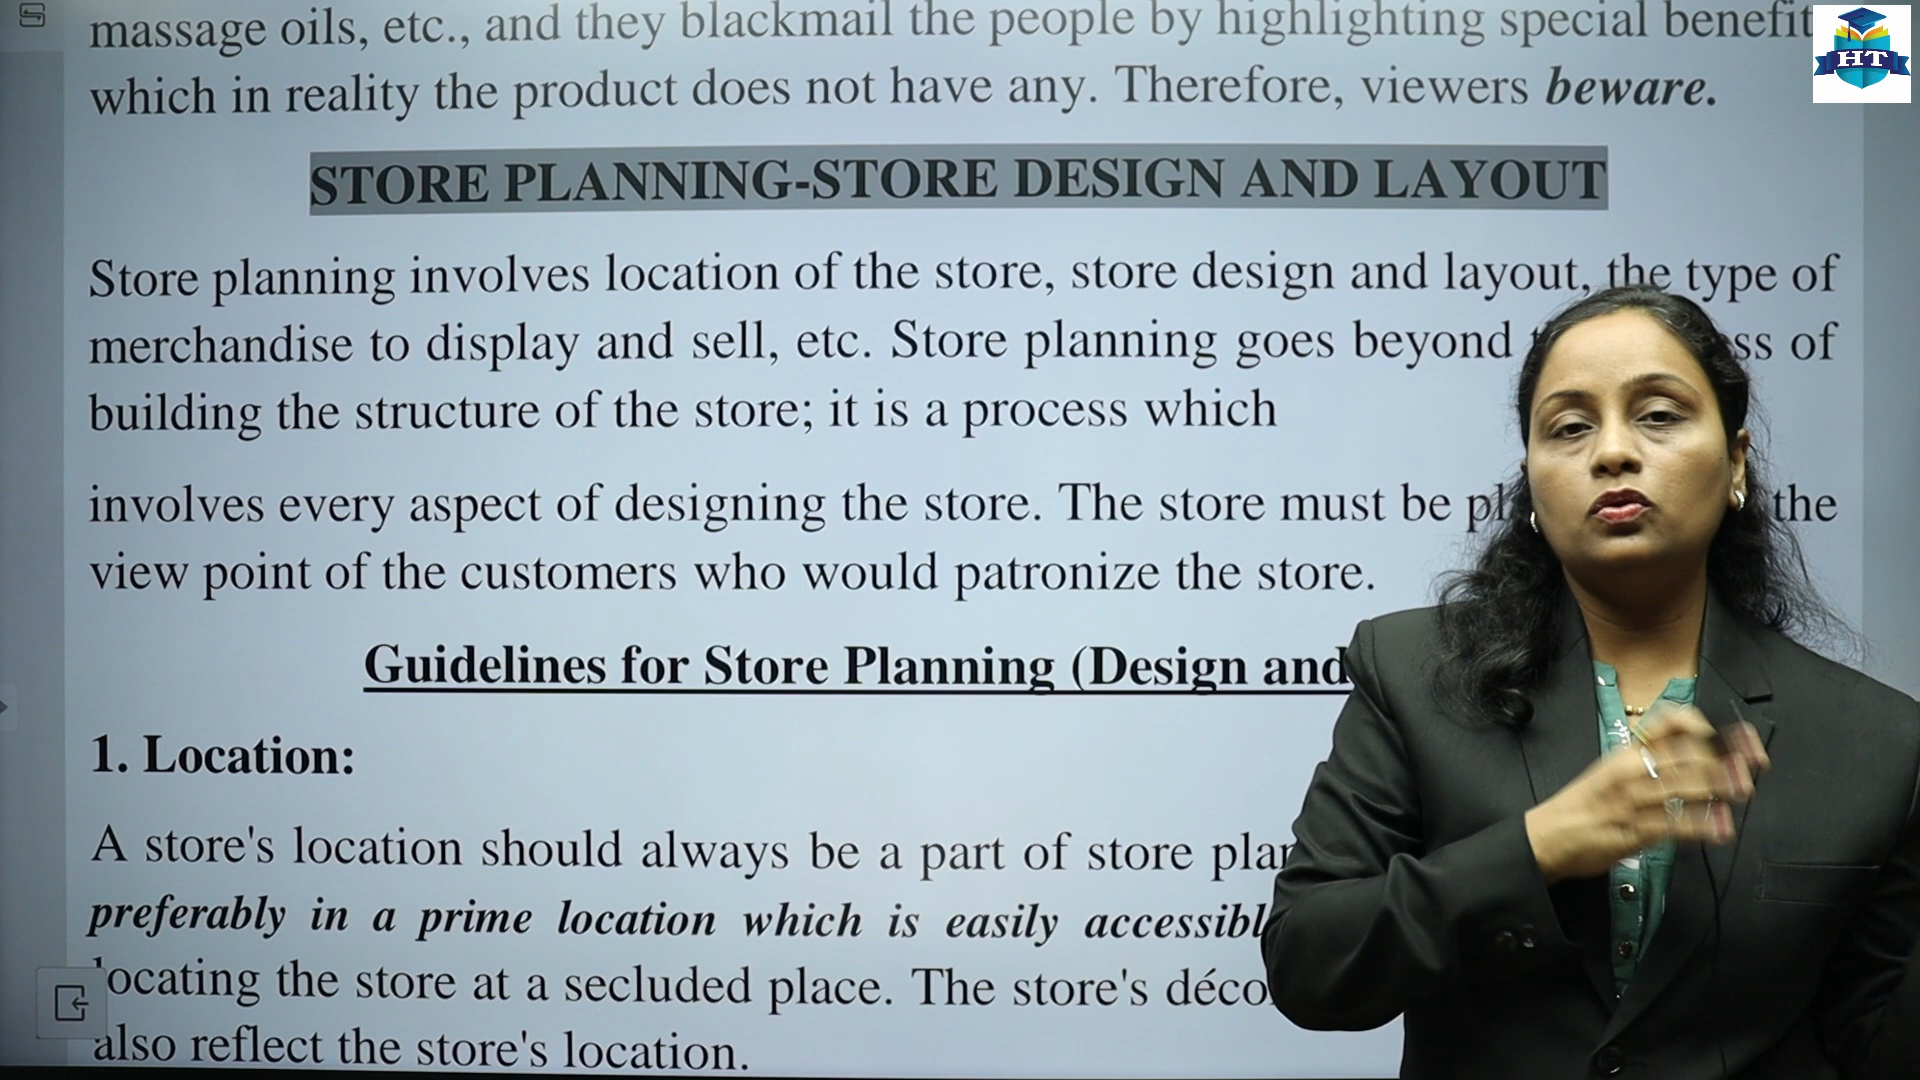 massage oils, etc., and they blackmail the people by highlighting special benefit
which in reality the product does not have any. Therefore, viewers beware.
HT
STORE PLANNING-STORE DESIGN AND LAYOUT
Store planning involves location of the store, store design and layout, the type of
merchandise to display and sell, etc. Store planning goes beyond of
building the structure of the store; it is a process which
involves every aspect of designing the store. The store must be the
view point of the customers who would patronize the store.
Guidelines for Store Planning (Design and
1. Location:
A store's location should always be a part of store
preferably in a prime location which is easily
locating the store at a secluded place. The store's
also reflect the store's location.